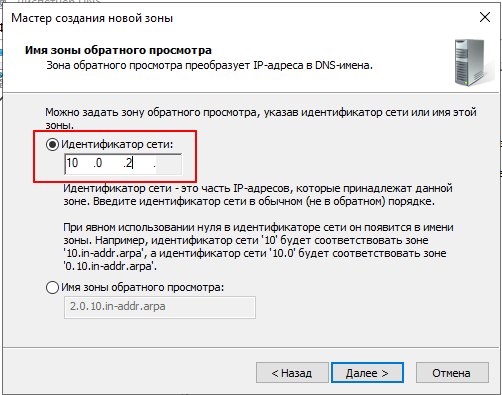 Мастер создания новой зоны
Имя зоны обратного просмотра
Зона обратного просмотра преобразует IP-адреса в DNS-имена.
Можно задать зону обратного просмотра, указав идентификатор сети или имя этой
зоны.
Идентификатор сети:
10 .0 .2 .
Идентификатор сети - это часть IP-адресов, которые принадлежат данной
зоне. Введите идентификатор сети в обычном (не в обратном) порядке.
При явном использовании нуля в идентификаторе сети он появится в имени
зоны. Например, идентификатор сети '10' будет соответствовать зоне
'10.in-addr.arpa', а идентификатор сети '10.0' будет соответствовать зоне
'0.10.in-addr.arpa'.
Имя зоны обратного просмотра:
2.0.10.in-addr.arpa
< Назад Далее > Отмена